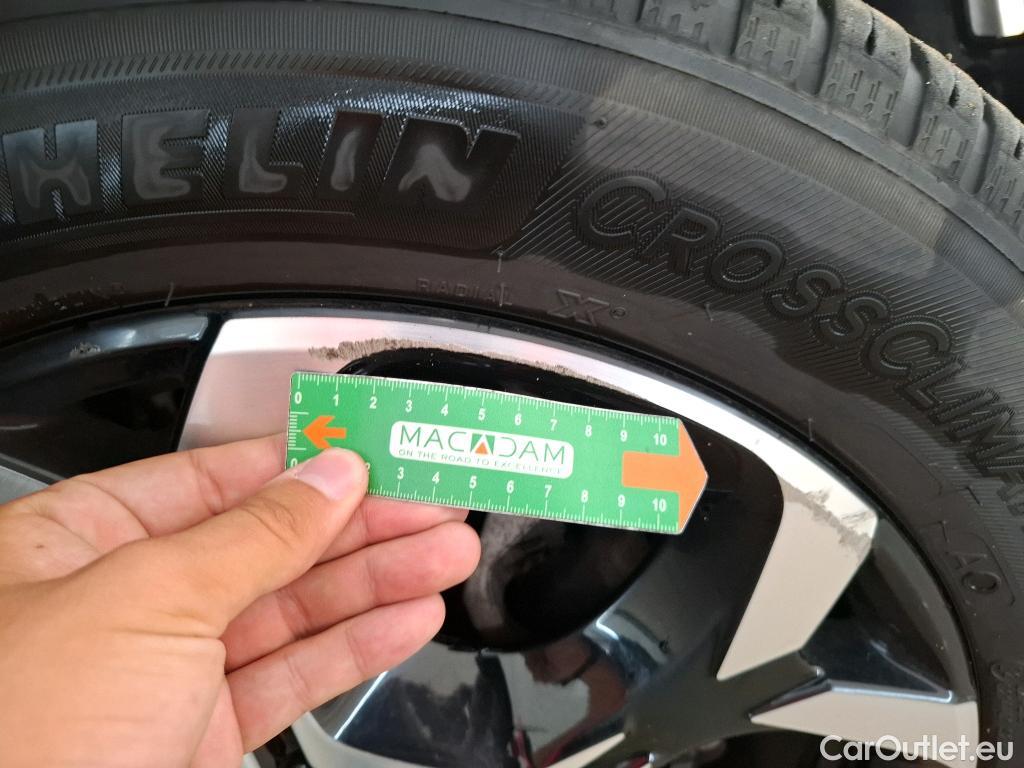 HELIN
CROSSCLIMA
RADIAL X®
0 1 2 3 4 5 6 7 8 9 10
MACADAM
ON THE ROAD TO EXCELLENCE
0 2 3 4 5 6 7 8 9 10
AO
CarOutlet.eu